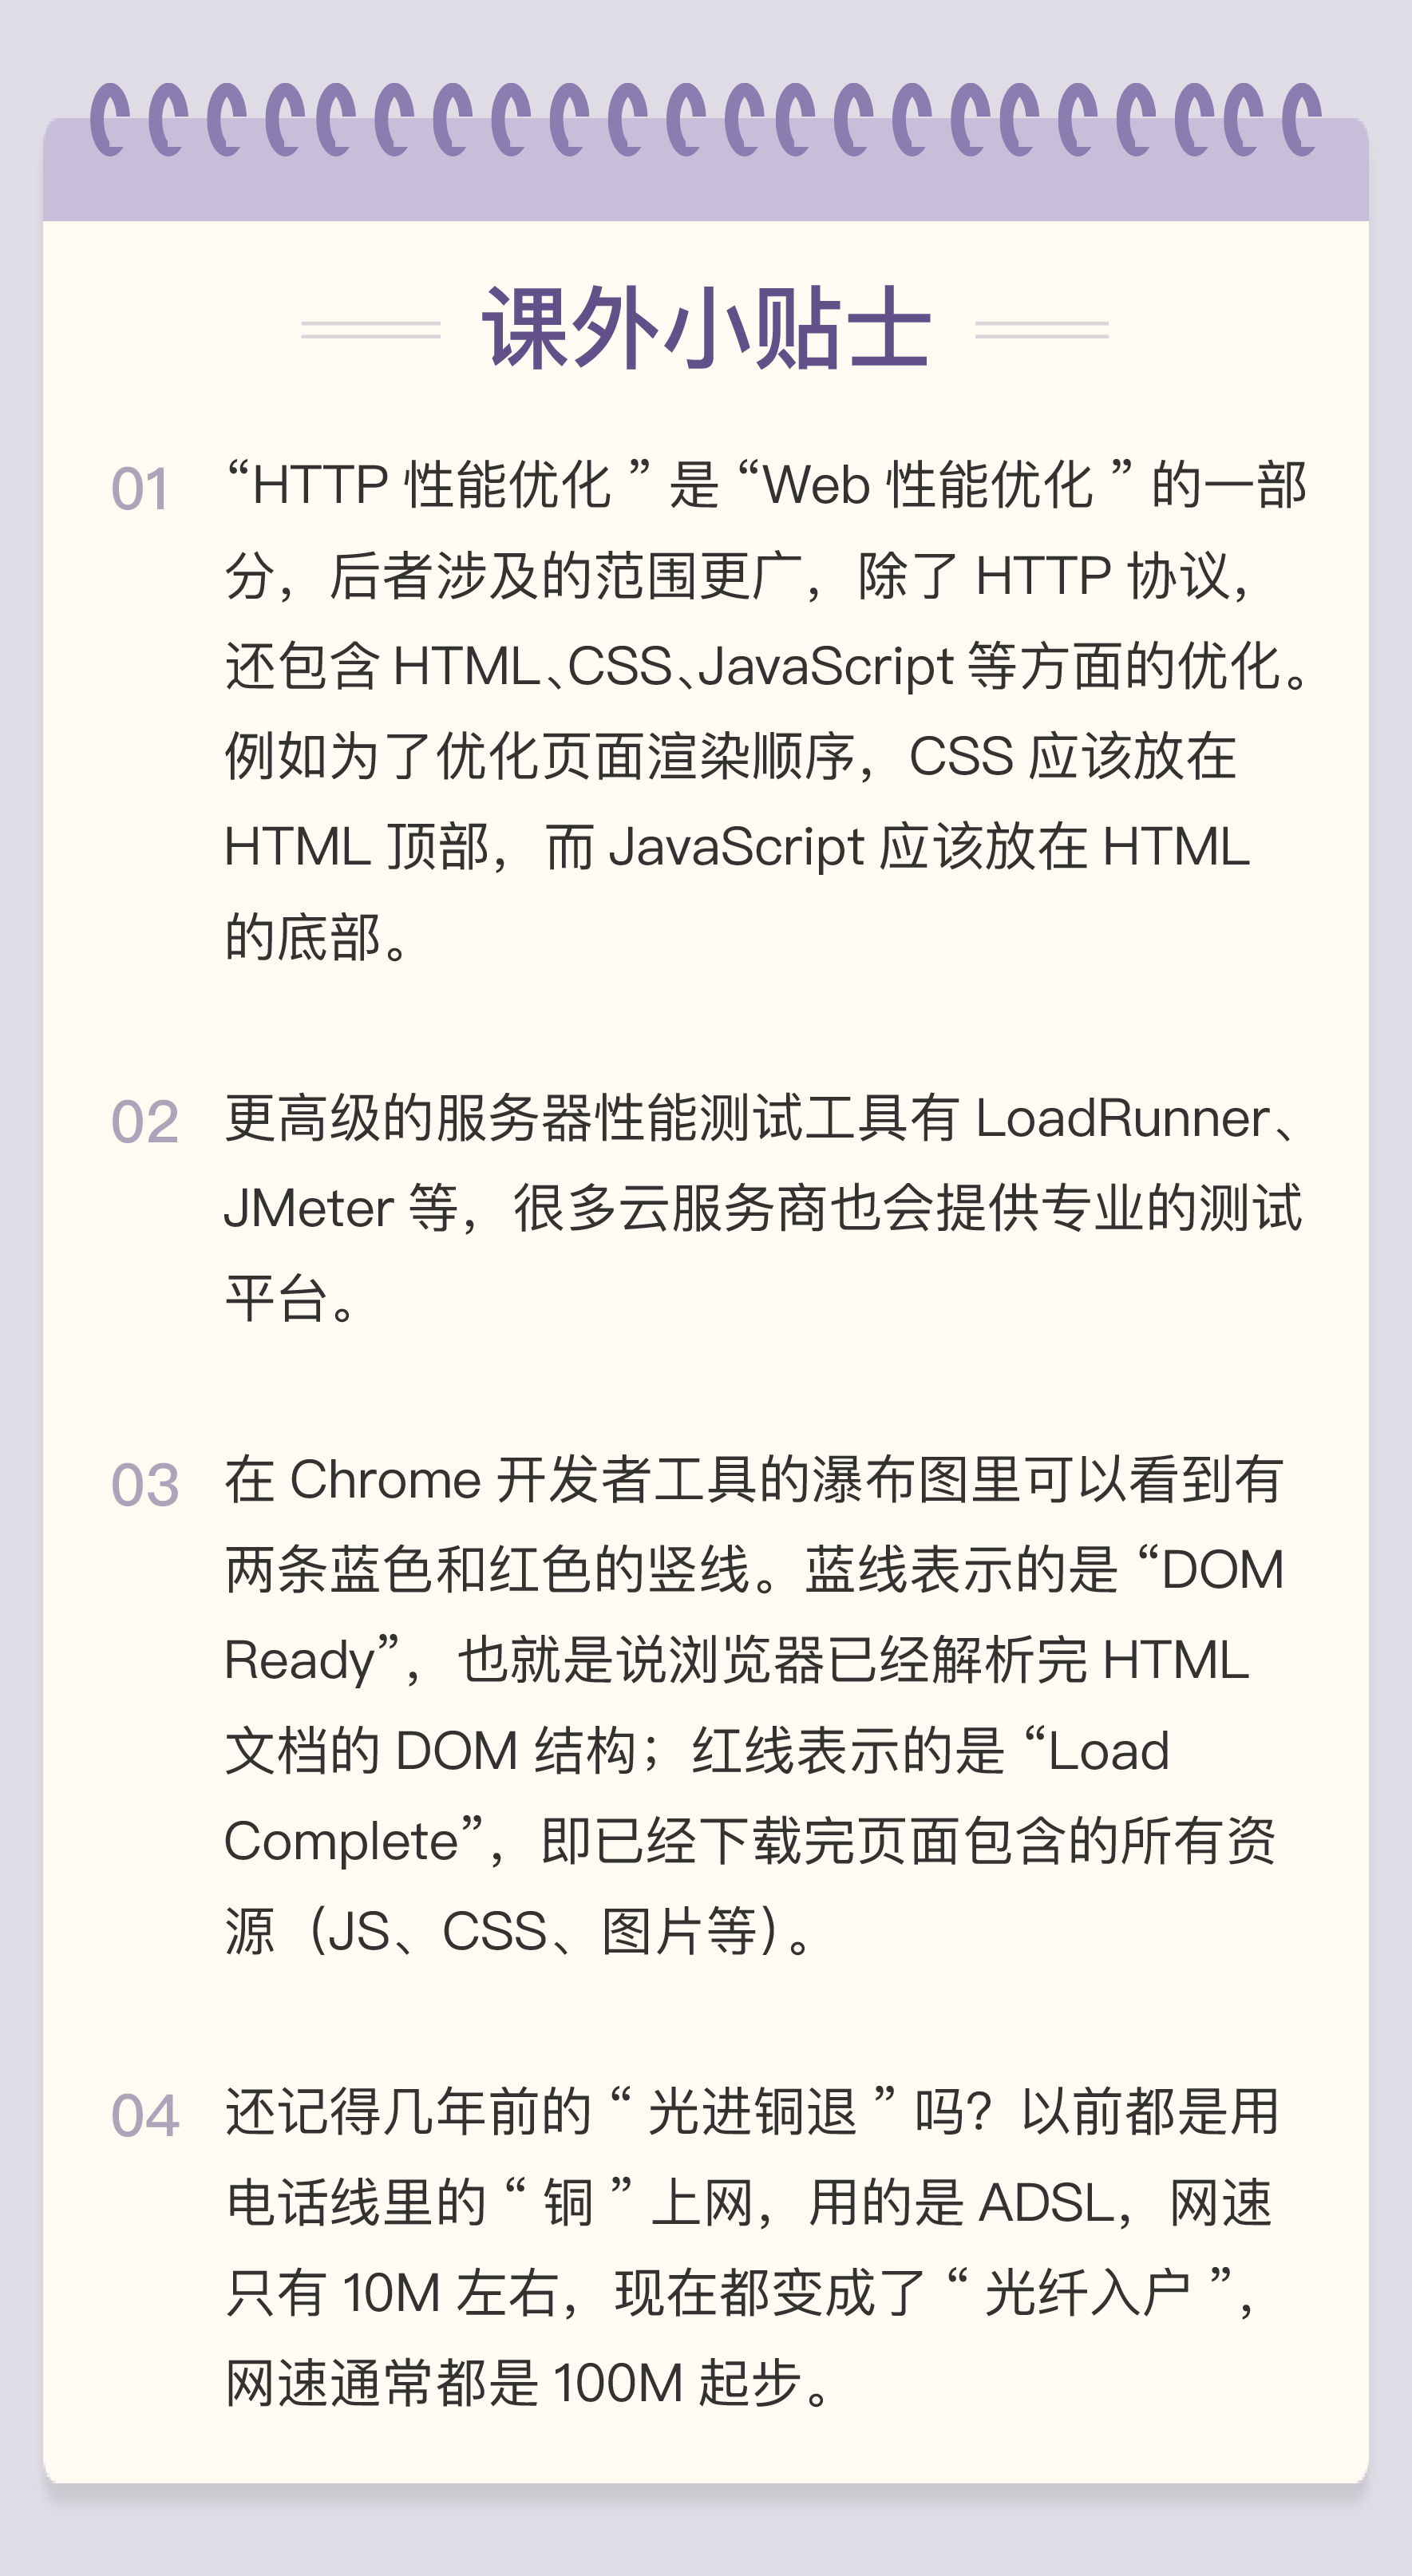 课外小贴士
01 “HTTP 性能优化 ” 是 “Web 性能优化 ” 的一部
分，后者涉及的范围更广，除了 HTTP 协议，
还包含 HTML、CSS、JavaScript 等方面的优化。
例如为了优化页面渲染顺序，CSS 应该放在
HTML 顶部，而 JavaScript 应该放在 HTML
的底部。
02 更高级的服务器性能测试工具有 LoadRunner、
JMeter 等，很多云服务商也会提供专业的测试
平台。
03 在 Chrome 开发者工具的瀑布图里可以看到有
两条蓝色和红色的竖线。蓝线表示的是 “DOM
Ready”，也就是说浏览器已经解析完 HTML
文档的 DOM 结构；红线表示的是 “Load
Complete”，即已经下载完页面包含的所有资
源（JS、CSS、图片等）。
04 还记得几年前的 “ 光进铜退 ” 吗？以前都是用
电话线里的 “ 铜 ” 上网，用的是 ADSL，网速
只有 10M 左右，现在都变成了 “ 光纤入户 ”，
网速通常都是 100M 起步。